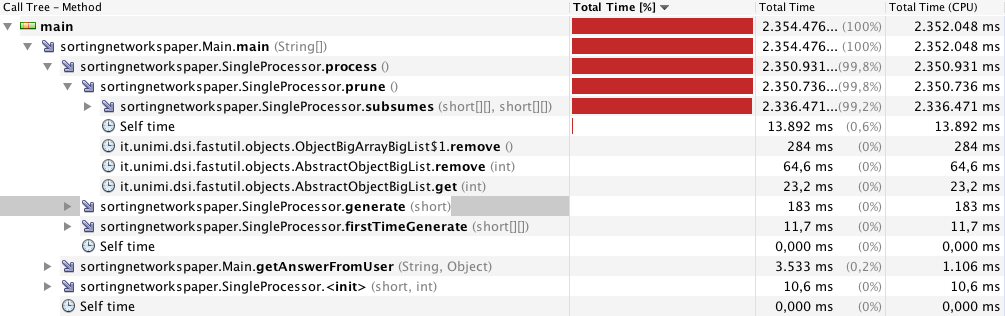 Call Tree - Method Total Time [%] Total Time Total Time (CPU)
main 2.354.476... (100%) 2.352.048 ms
sortingnetworkspaper.Main.main (String[]) 2.354.476... (100%) 2.352.048 ms
sortingnetworkspaper.SingleProcessor.process () 2.350.931...(99,8%) 2.350.931 ms
sortingnetworkspaper.SingleProcessor.prune () 2.350.736...(99,8%) 2.350.736 ms
sortingnetworkspaper.SingleProcessor.subsumes (short[][], short[][]) 2.336.471...(99,2%) 2.336.471 ms
Self time 13.892 ms (0,6%) 13.892 ms
it.unimi.dsi.fastutil.objects.ObjectBigArrayBigList$1.remove () 284 ms (0%) 284 ms
it.unimi.dsi.fastutil.objects.AbstractObjectBigList.remove (int) 64,6 ms (0%) 64,6 ms
it.unimi.dsi.fastutil.objects.AbstractObjectBigList.get (int) 23,2 ms (0%) 23,2 ms
sortingnetworkspaper.SingleProcessor.generate (short) 183 ms (0%) 183 ms
sortingnetworkspaper.SingleProcessor.firstTimeGenerate (short[][]) 11,7 ms (0%) 11,7 ms
Self time 0,000 ms (0%) 0,000 ms
sortingnetworkspaper.Main.getAnswerFromUser (String, Object) 3.533 ms (0,2%) 1.106 ms
sortingnetworkspaper.SingleProcessor.<init> (short, int) 10,6 ms (0%) 10,6 ms
Self time 0,000 ms (0%) 0,000 ms